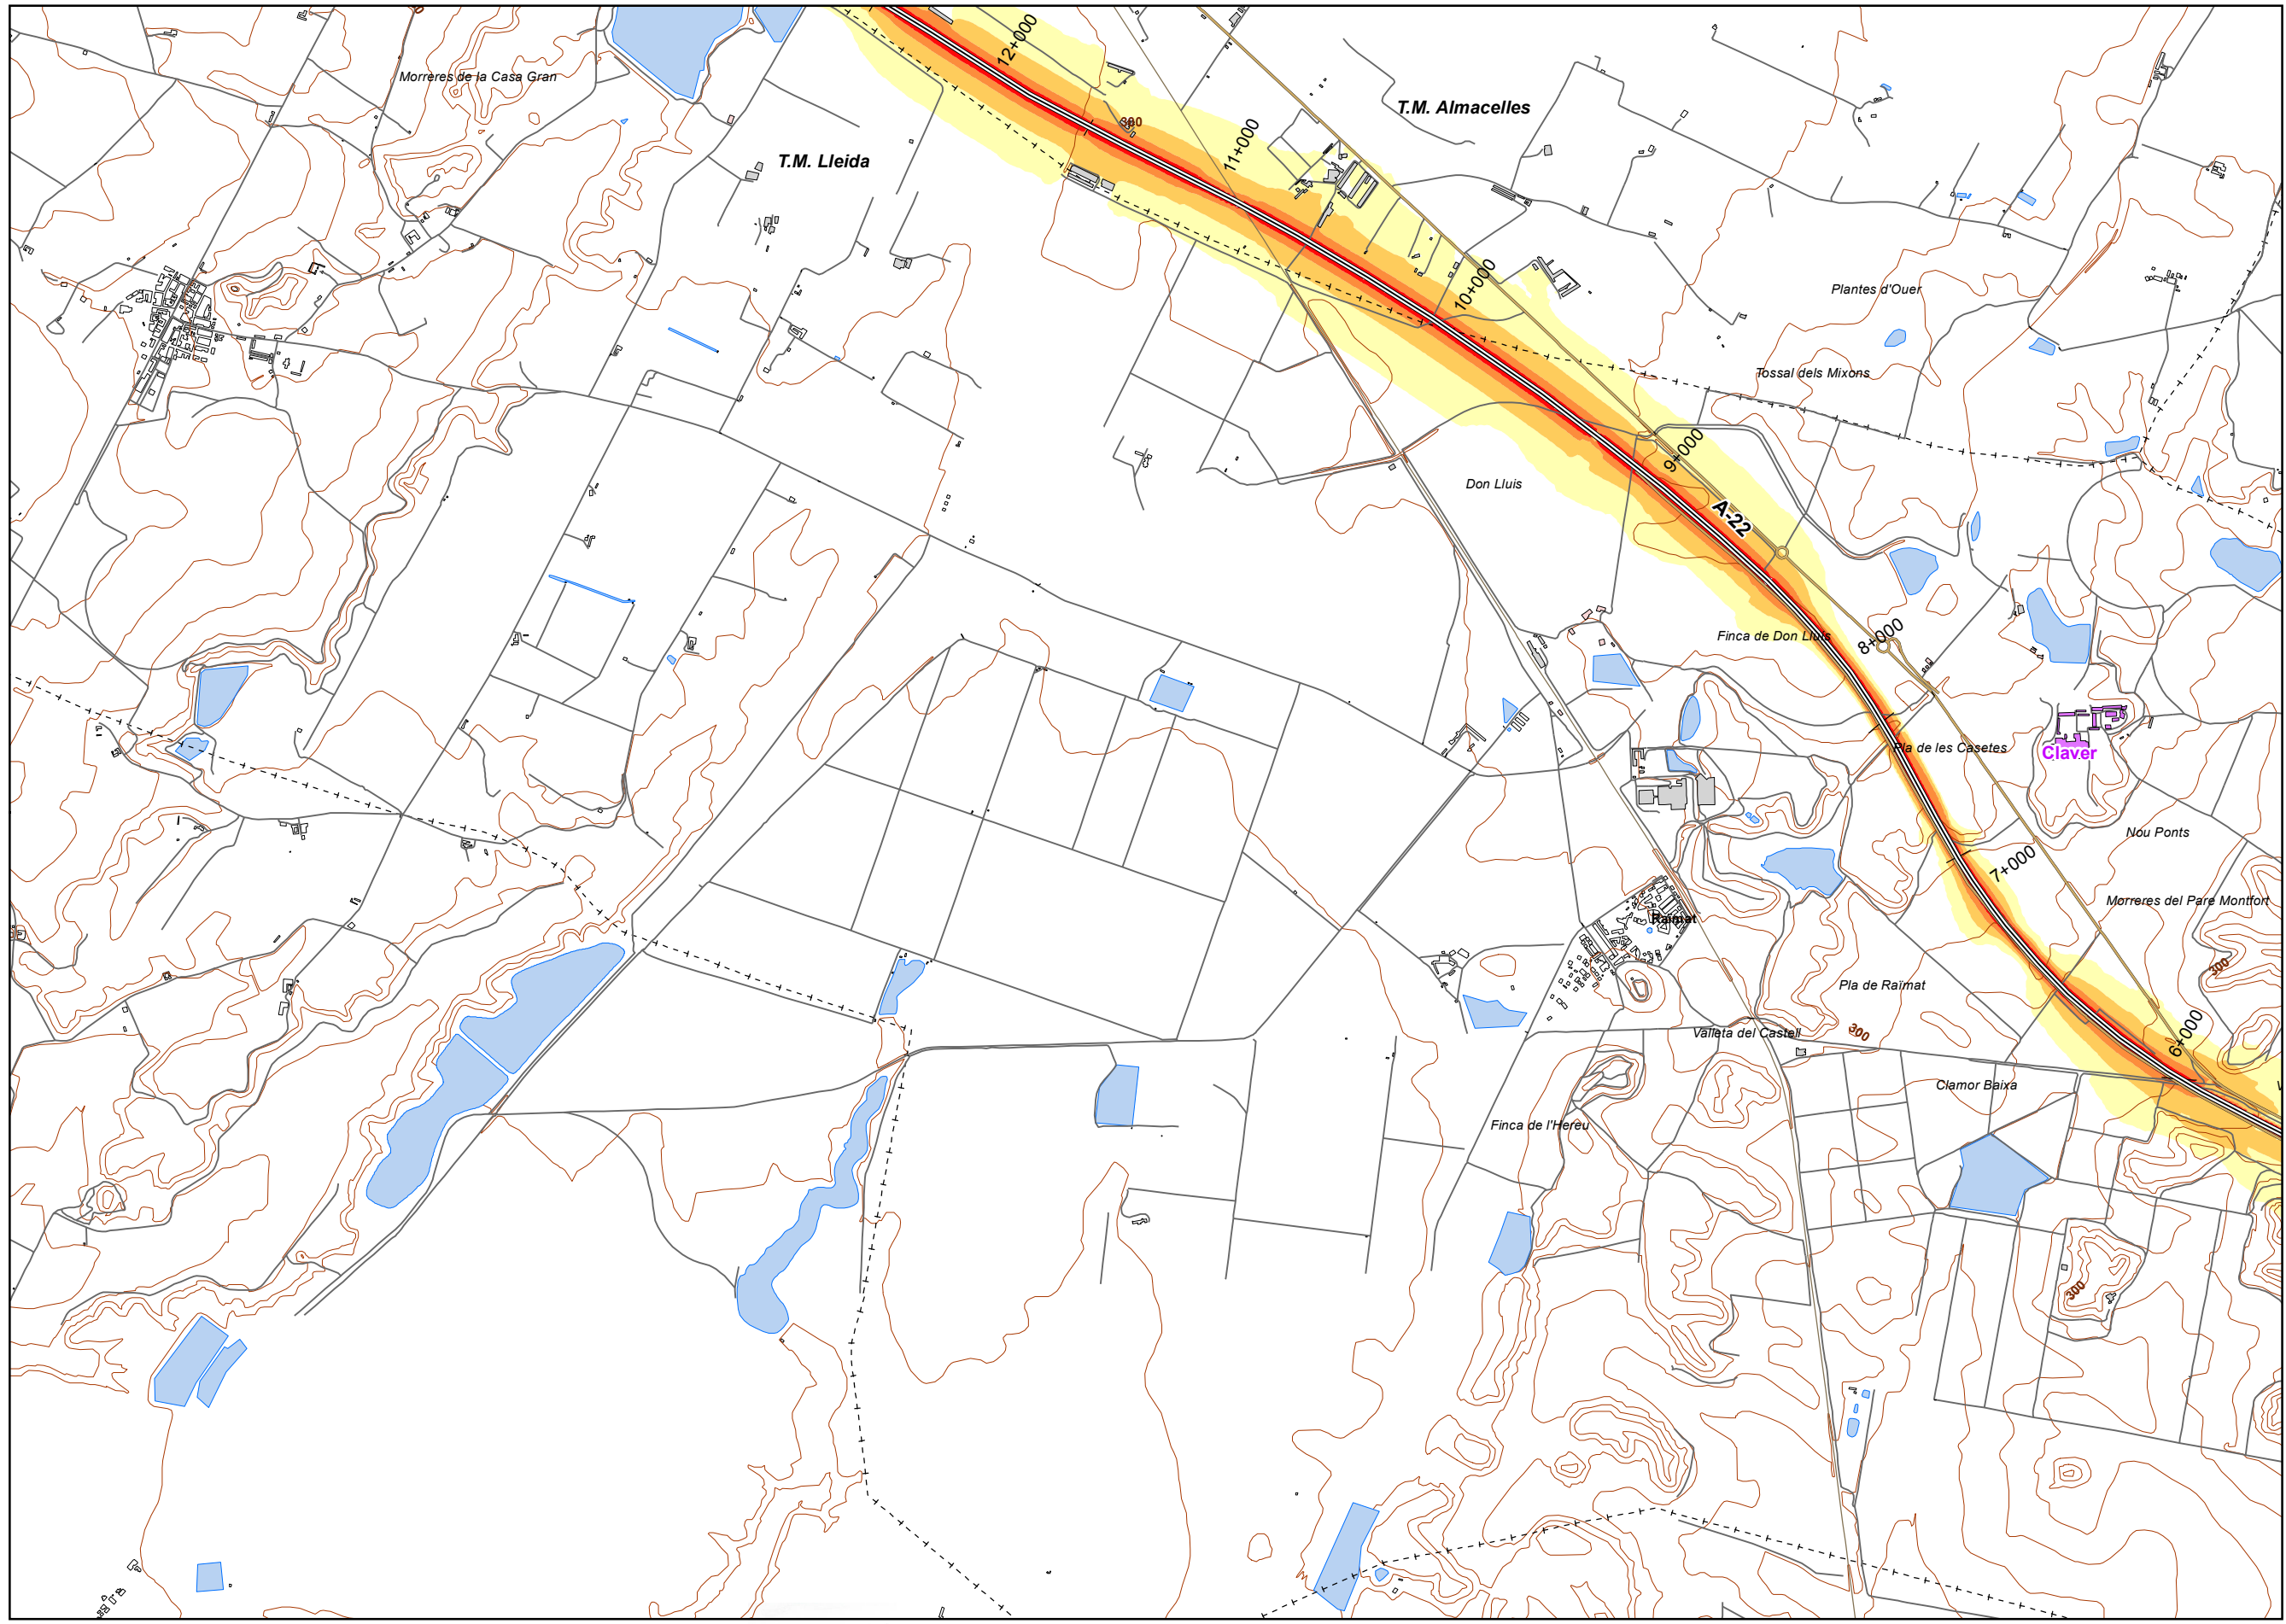 12+000
Morreres de la Casa Gran
T.M. Almacelles
300
11+000
T.M. Lleida
10+000
Plantes d'Ouer
Tossal dels Mixons
9+000
Don Lluis
A-22
Finca de Don Lluis
8+000
Pla de les Casetes
Claver
Nou Ponts
7+000
Morreres del Pare Montfort
Raïmat
300
Pla de Raïmat
300
Valleta del Castell
6+000
Clamor Baixa
Finca de l'Hereu
300